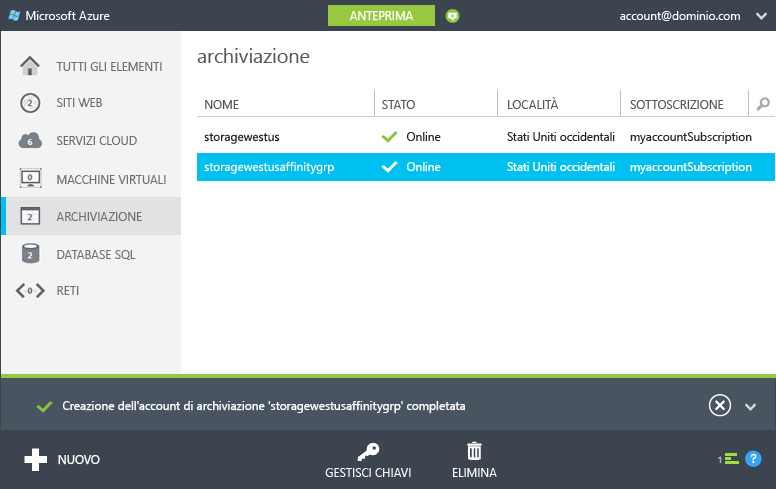 Microsoft Azure
ANTEPRIMA
account@dominio.com
TUTTI GLI ELEMENTI
2 SITI WEB
6 SERVIZI CLOUD
0 MACCHINE VIRTUALI
2 ARCHIVIAZIONE
2 DATABASE SQL
0 RETI
archiviazione
NOME STATO LOCALITÀ SOTTOSCRIZIONE
storagewestus Online Stati Uniti occidentali myaccountSubscription
storagewestusaffinitygrp Online Stati Uniti occidentali myaccountSubscription
Creazione dell'account di archiviazione 'storagewestusaffinitygrp' completata
NUOVO
GESTISCI CHIAVI
ELIMINA
1
?